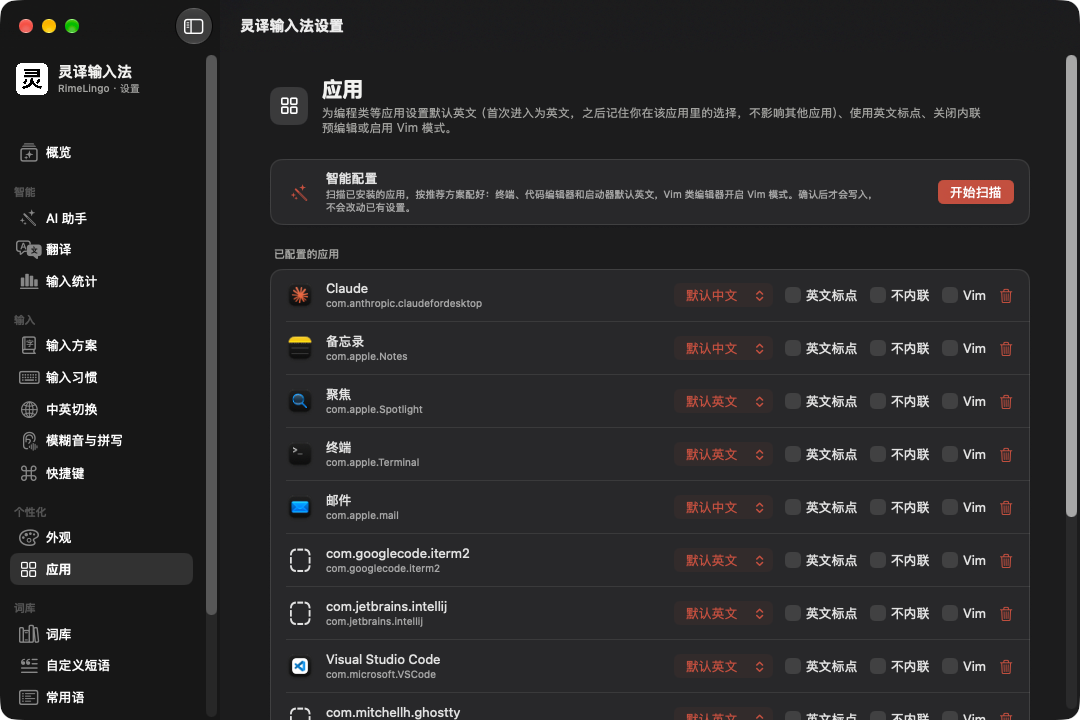 灵译输入法设置
灵
灵译输入法
RimeLingo · 设置
概览
智能
AI 助手
翻译
输入统计
输入
输入方案
输入习惯
中英切换
模糊音与拼写
快捷键
个性化
外观
应用
词库
词库
自定义短语
常用语
应用
为编程类等应用设置默认英文（首次进入为英文，之后记住你在该应用里的选择，不影响其他应用）、使用英文标点、关闭内联
预编辑或启用 Vim 模式。
智能配置
扫描已安装的应用，按推荐方案配好：终端、代码编辑器和启动器默认英文，Vim 类编辑器开启 Vim 模式。确认后才会写入，
不会改动已有设置。
开始扫描
已配置的应用
Claude
com.anthropic.claudefordesktop
默认中文 英文标点 不内联 Vim
备忘录
com.apple.Notes
默认中文 英文标点 不内联 Vim
聚焦
com.apple.Spotlight
默认英文 英文标点 不内联 Vim
终端
com.apple.Terminal
默认英文 英文标点 不内联 Vim
邮件
com.apple.mail
默认中文 英文标点 不内联 Vim
com.googlecode.iterm2
com.googlecode.iterm2
默认英文 英文标点 不内联 Vim
com.jetbrains.intellij
com.jetbrains.intellij
默认英文 英文标点 不内联 Vim
Visual Studio Code
com.microsoft.VSCode
默认英文 英文标点 不内联 Vim
com.mitchellh.ghostty
默认英文 英文标点 不内联 Vim